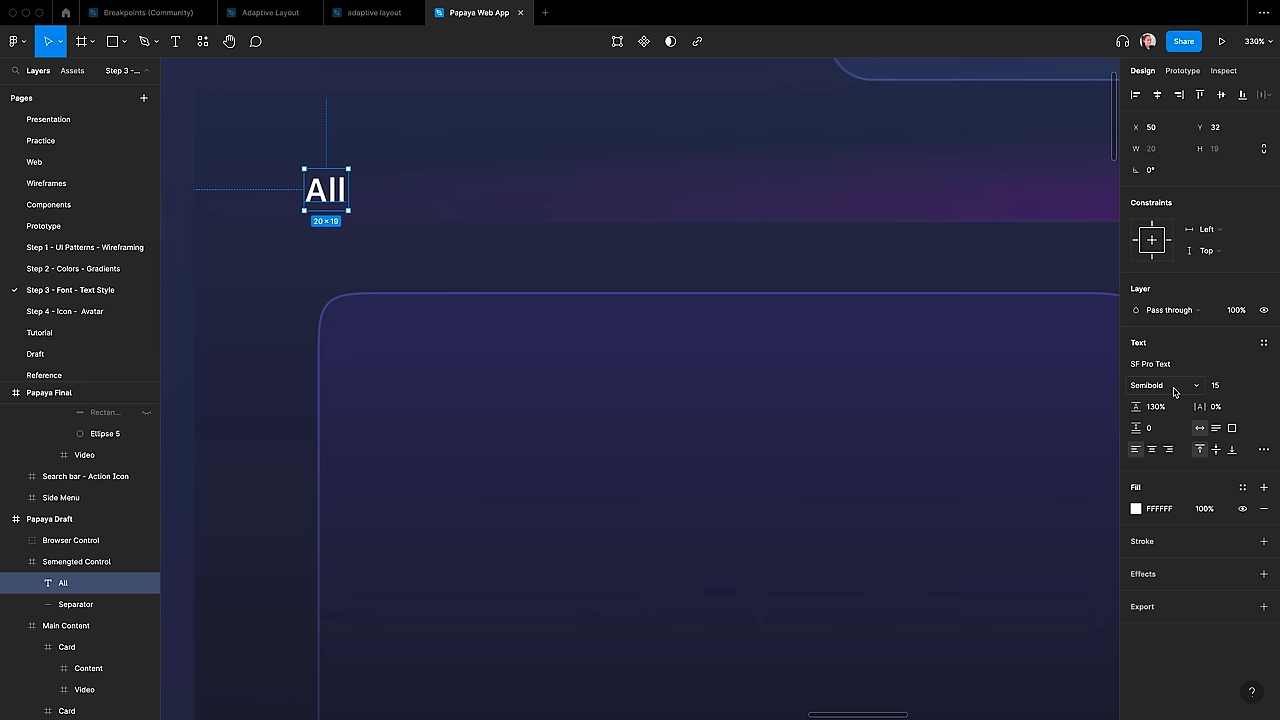 Breakpoints (Community)
Adaptive Layout
adaptive layout
Papaya Web App
Share
330%
Layers
Assets
Step 3 -...
Design
Prototype
Inspect
Pages
Presentation
Practice
Web
Wireframes
Components
Prototype
Step 1 - UI Patterns - Wireframing
Step 2 - Colors - Gradients
Step 3 - Font - Text Style
Step 4 - Icon - Avatar
Tutorial
Draft
Reference
Papaya Final
Rectan...
Ellipse 5
Video
Search bar - Action Icon
Side Menu
Papaya Draft
Browser Control
Semengted Control
All
Separator
Main Content
Card
Content
Video
Card
All
20 × 19
X 50
Y 32
W 20
H 19
0°
Constraints
Left
Top
Layer
Pass through
100%
Text
SF Pro Text
Semibold
15
130%
0%
0
Fill
FFFFFF
100%
Stroke
Effects
Export
?